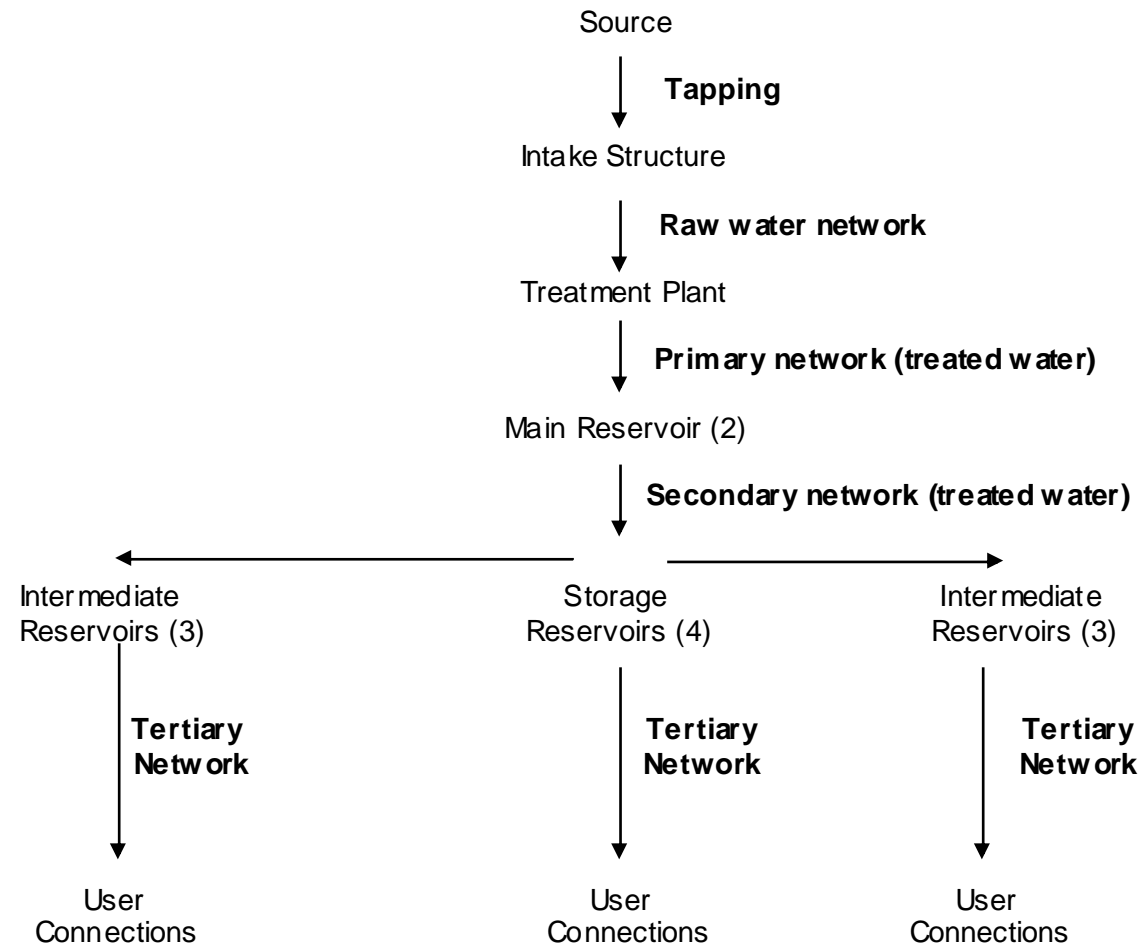 Source
Tapping
Intake Structure
Raw water network
Treatment Plant
Primary network (treated water)
Main Reservoir (2)
Secondary network (treated water)
Intermediate
Reservoirs (3)
Storage
Reservoirs (4)
Intermediate
Reservoirs (3)
Tertiary
Network
Tertiary
Network
Tertiary
Network
User
Connections
User
Connections
User
Connections